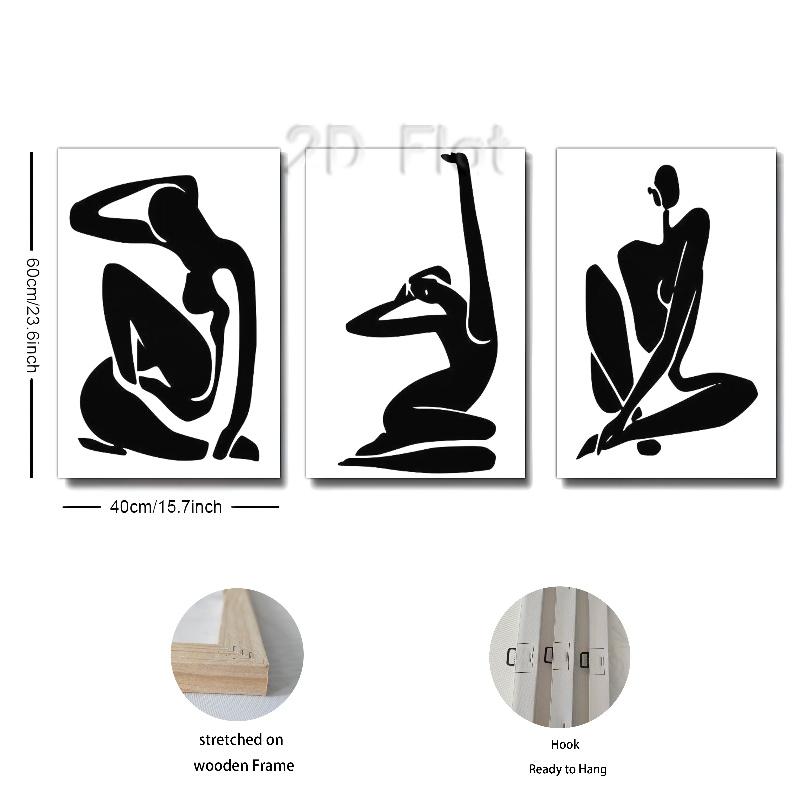 2D Flat
60cm/23.6inch
40cm/15.7inch
stretched on
wooden Frame
Hook
Ready to Hang